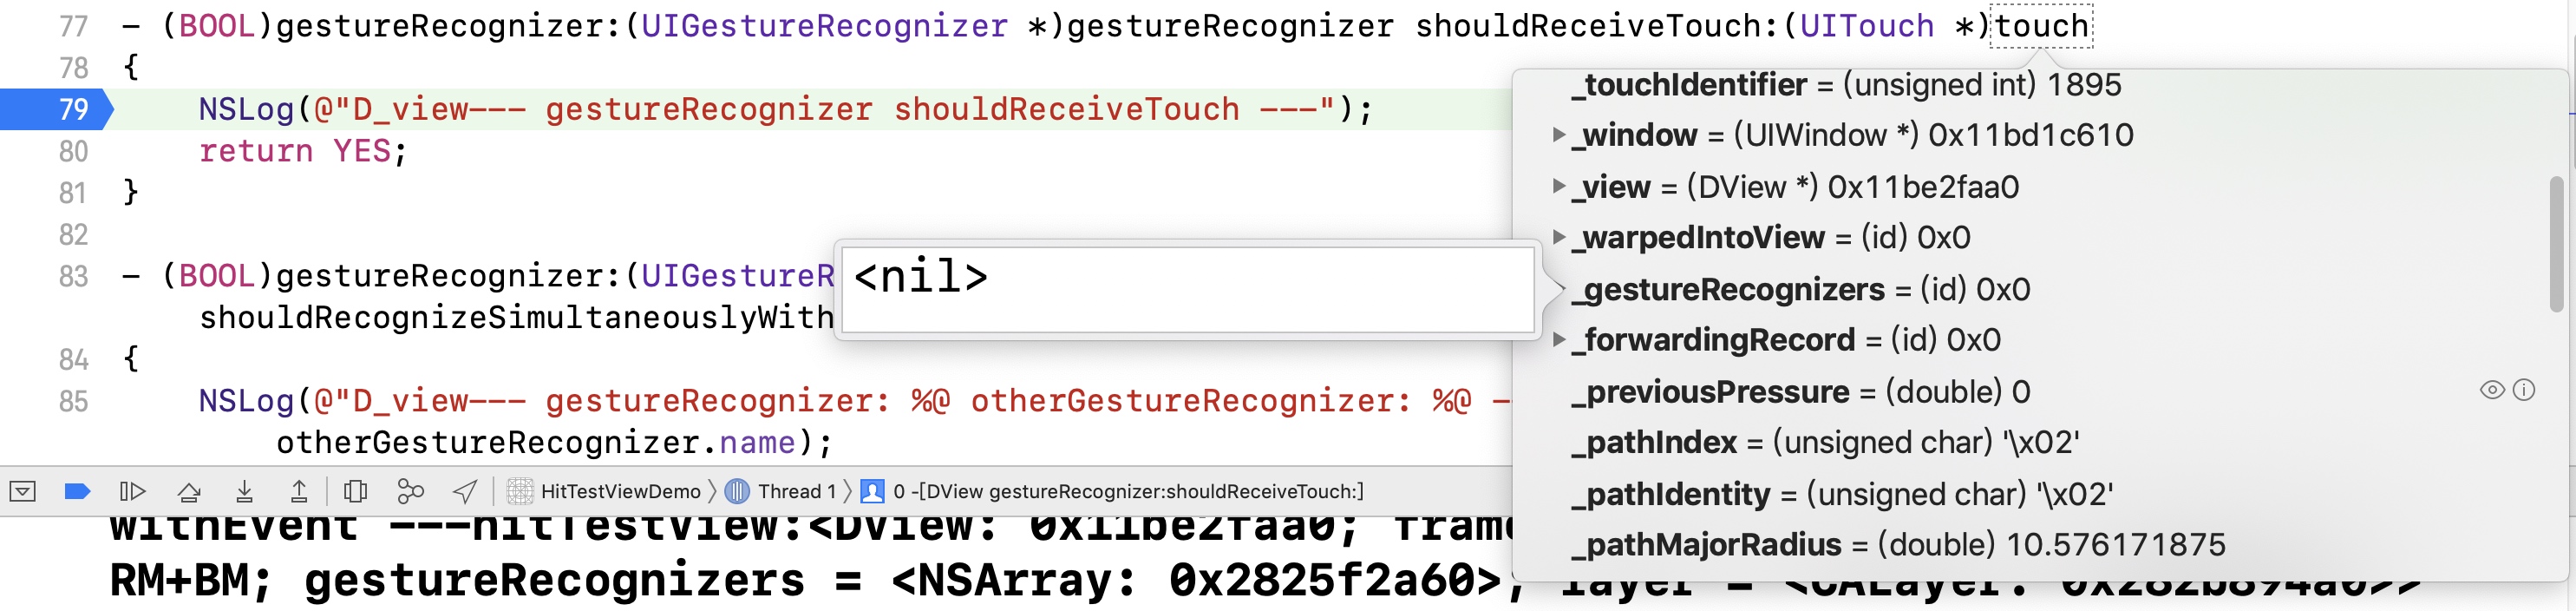 77 - (BOOL)gestureRecognizer:(UIGestureRecognizer *)gestureRecognizer shouldReceiveTouch:(UITouch *)touch
78 {
79 NSLog(@"D_view--- gestureRecognizer shouldReceiveTouch ---");
80 return YES;
81 }
82
83 - (BOOL)gestureRecognizer:(UIGestureR
shouldRecognizeSimultaneouslyWith
84 {
85 NSLog(@"D_view--- gestureRecognizer: %@ otherGestureRecognizer: %@ -
otherGestureRecognizer.name);
<nil>
_touchIdentifier = (unsigned int) 1895
_window = (UIWindow *) 0x11bd1c610
_view = (DView *) 0x11be2faa0
_warpedIntoView = (id) 0x0
_gestureRecognizers = (id) 0x0
_forwardingRecord = (id) 0x0
_previousPressure = (double) 0
_pathIndex = (unsigned char) '\x02'
_pathIdentity = (unsigned char) '\x02'
_pathMajorRadius = (double) 10.576171875
HitTestViewDemo Thread 1 0 -[DView gestureRecognizer:shouldReceiveTouch:]
WithEvent ---hitTestView:<DView: 0x11be2faa0; frame
RM+BM; gestureRecognizers = <NSArray: 0x2825f2a60>; layer = <CALayer: 0x282b894a0>>